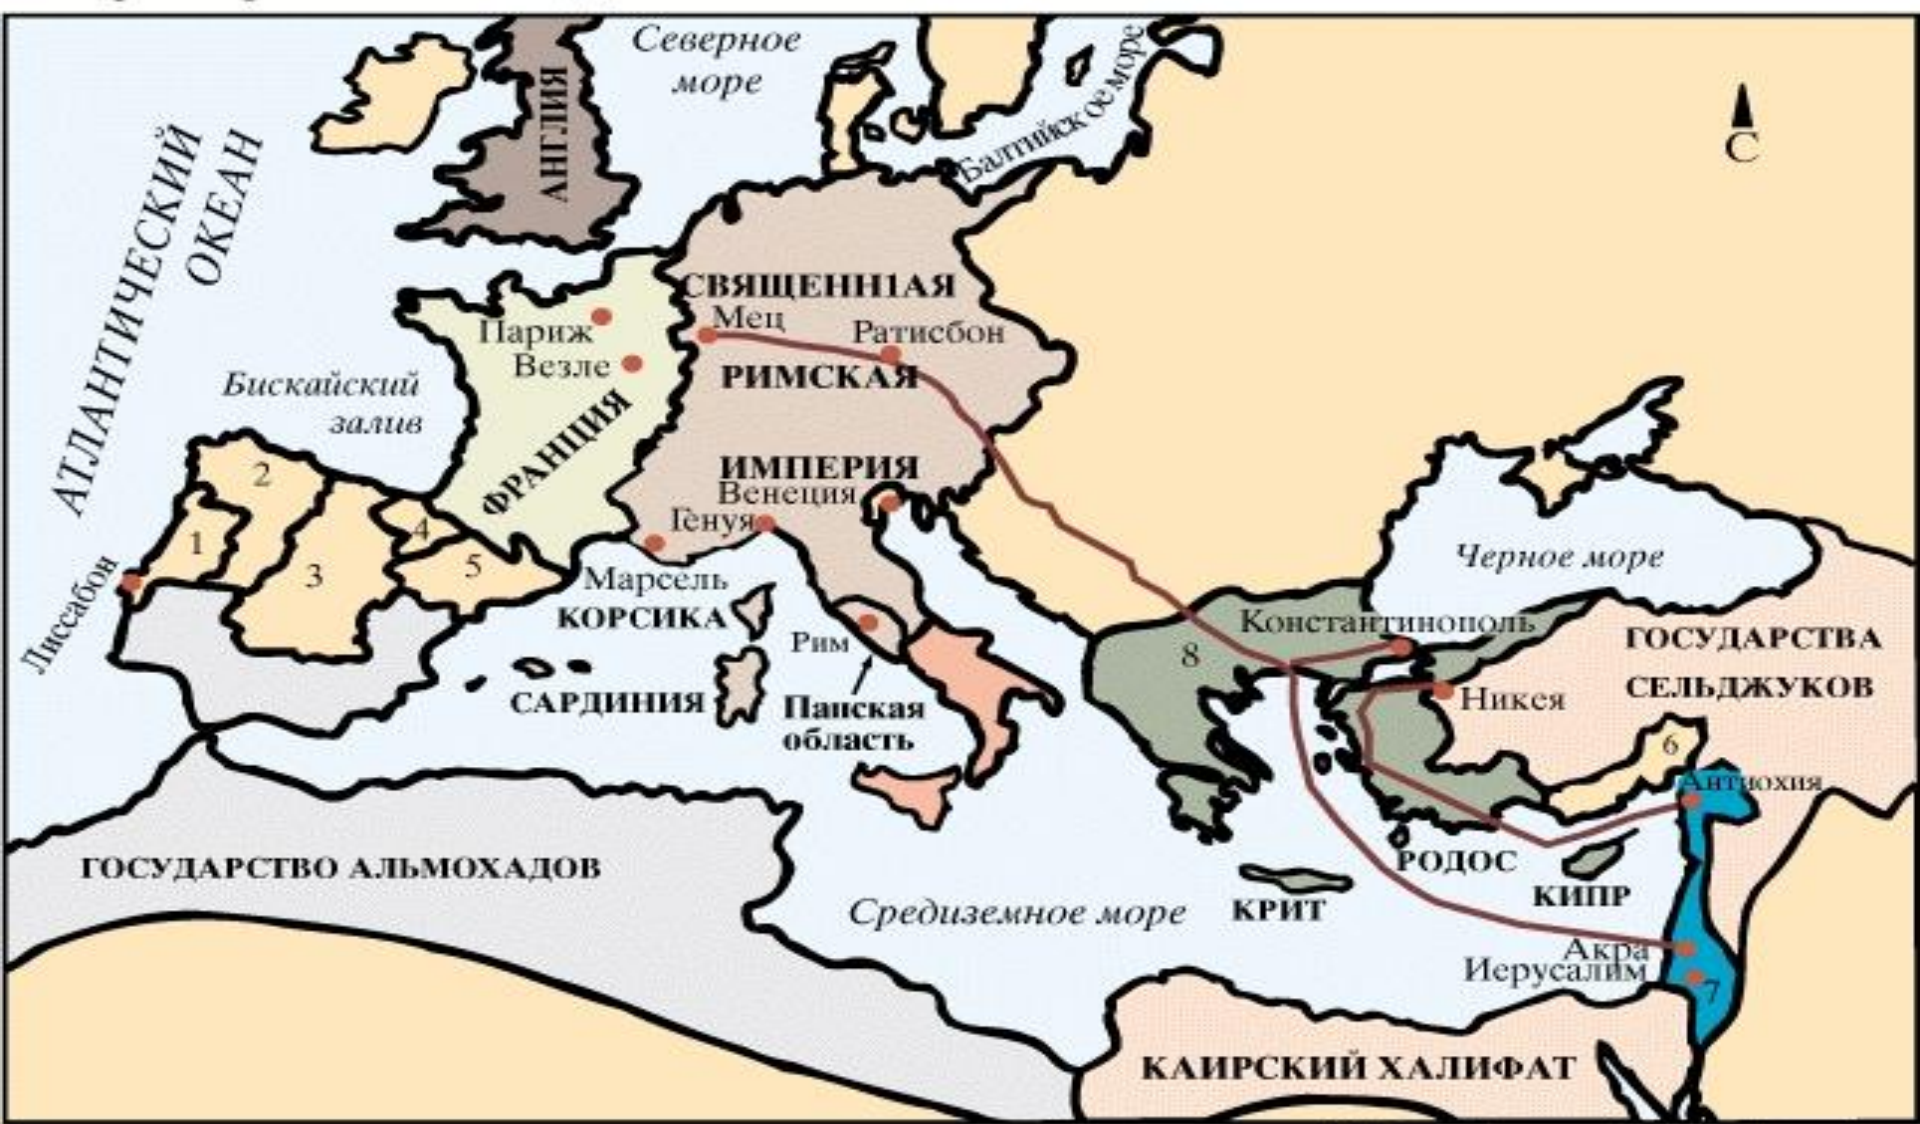 Северное
море
АНГЛИЯ
Балтийское море
С
АТЛАНТИЧЕСКИЙ
ОКЕАН
СВЯЩЕНН1АЯ
Мец
Ратисбон
Париж
Везле
РИМСКАЯ
Бискайский
залив
ФРАНЦИЯ
ИМПЕРИЯ
Венеция
Генуя
2
4
1
3
5
Лиссабон
Марсель
КОРСИКА
Рим
САРДИНИЯ
Папская
область
Черное море
Константинополь
8
ГОСУДАРСТВА
СЕЛЬДЖУКОВ
Никея
6
Антиохия
ГОСУДАРСТВО АЛЬМОХАДОВ
РОДОС
КИПР
КРИТ
Средиземное море
Акра
Иерусалим
7
КАИРСКИЙ ХАЛИФАТ